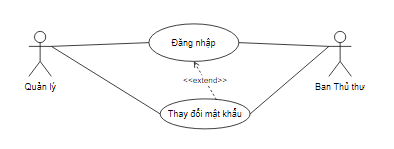 Đăng nhập
<<extend>>
Quản lý
Ban Thủ thư
Thay đổi mật khẩu